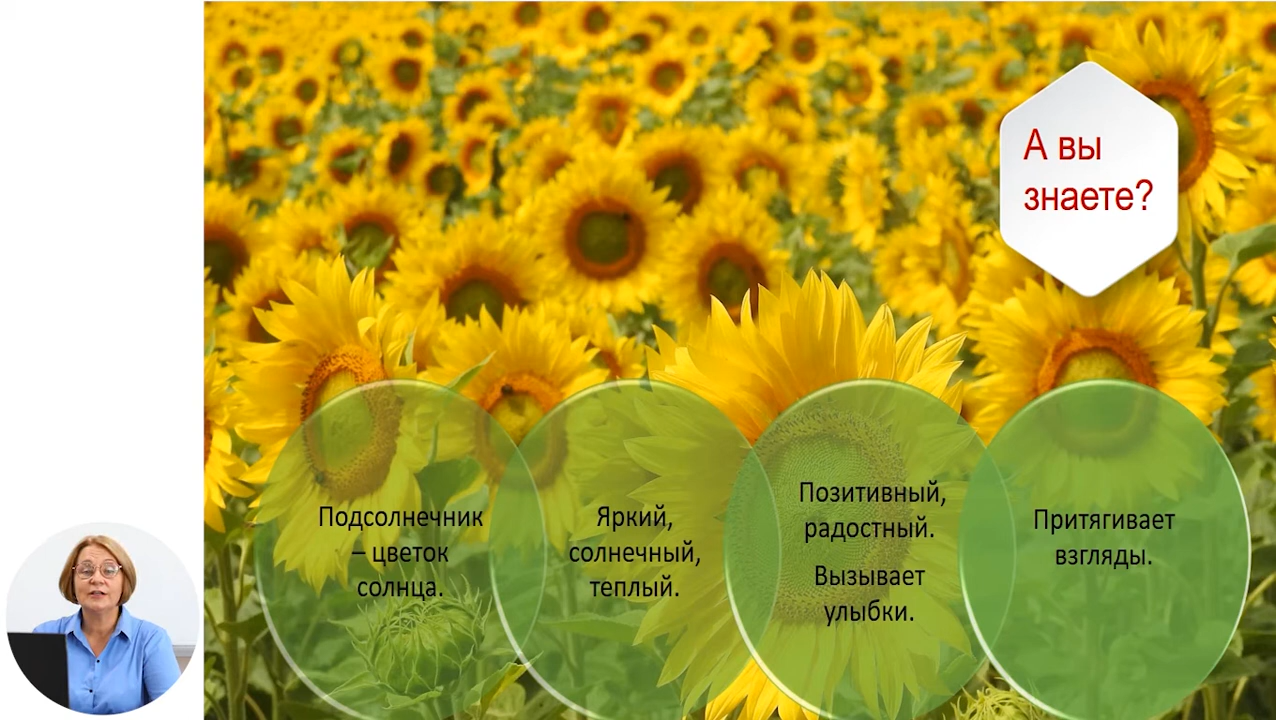 А вы
знаете?
Подсолнечник
– цветок
солнца.
Яркий,
солнечный,
теплый.
Позитивный,
радостный.
Вызывает
улыбки.
Притягивает
взгляды.